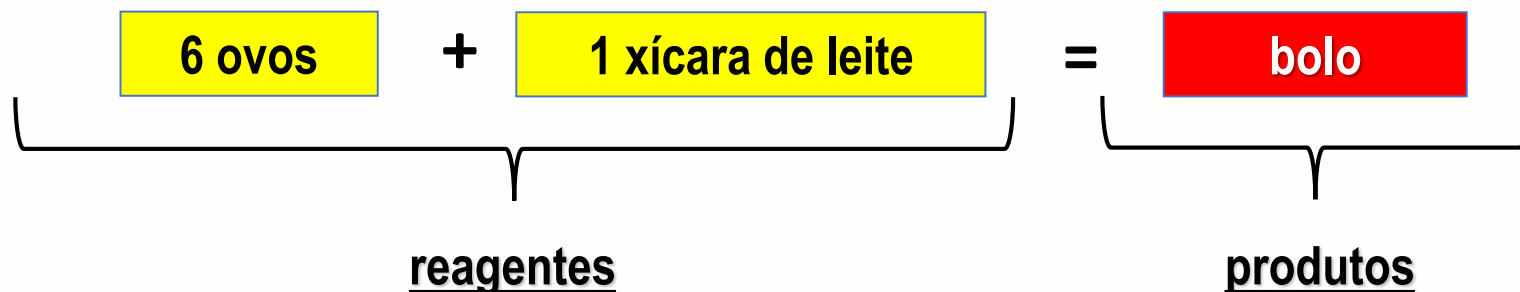 6 ovos + 1 xícara de leite = bolo
reagentes produtos